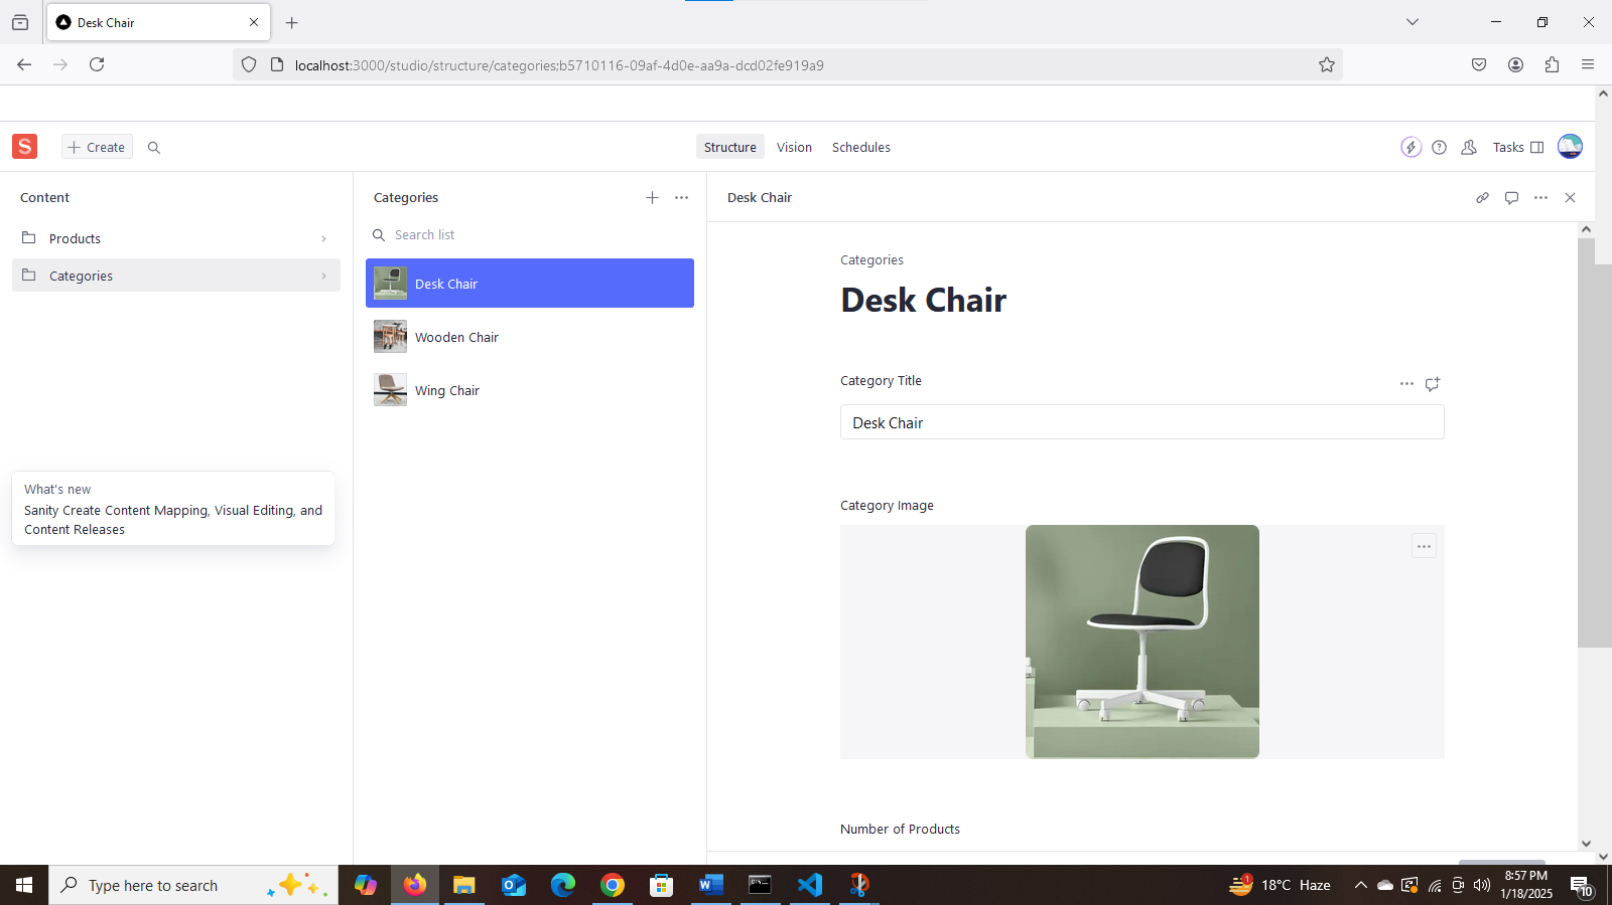 Desk Chair
localhost:3000/studio/structure/categories;b5710116-09af-4d0e-aa9a-dcd02fe919a9
S
Create
Structure
Vision
Schedules
Tasks
Content
Products
Categories
What's new
Sanity Create Content Mapping, Visual Editing, and
Content Releases
Categories
Search list
Desk Chair
Wooden Chair
Wing Chair
Desk Chair
Categories
Desk Chair
Category Title
Desk Chair
Category Image
Number of Products
Type here to search
18°C Haze
8:57 PM
1/18/2025
10